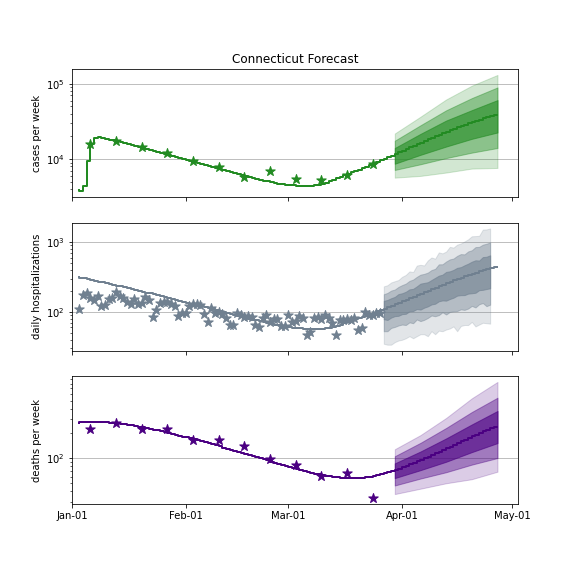 Connecticut Forecast
cases per week
10^5
10^4
daily hospitalizations
10^3
10^2
deaths per week
10^2
Jan-01 Feb-01 Mar-01 Apr-01 May-01